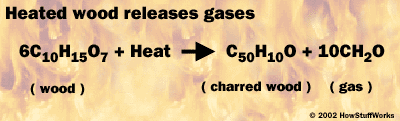 Heated wood releases gases
6C₁₀H₁₅O₇ + Heat → C₅₀H₁₀O + 10CH₂O
( wood ) ( charred wood ) ( gas )
© 2002 HowStuffWorks